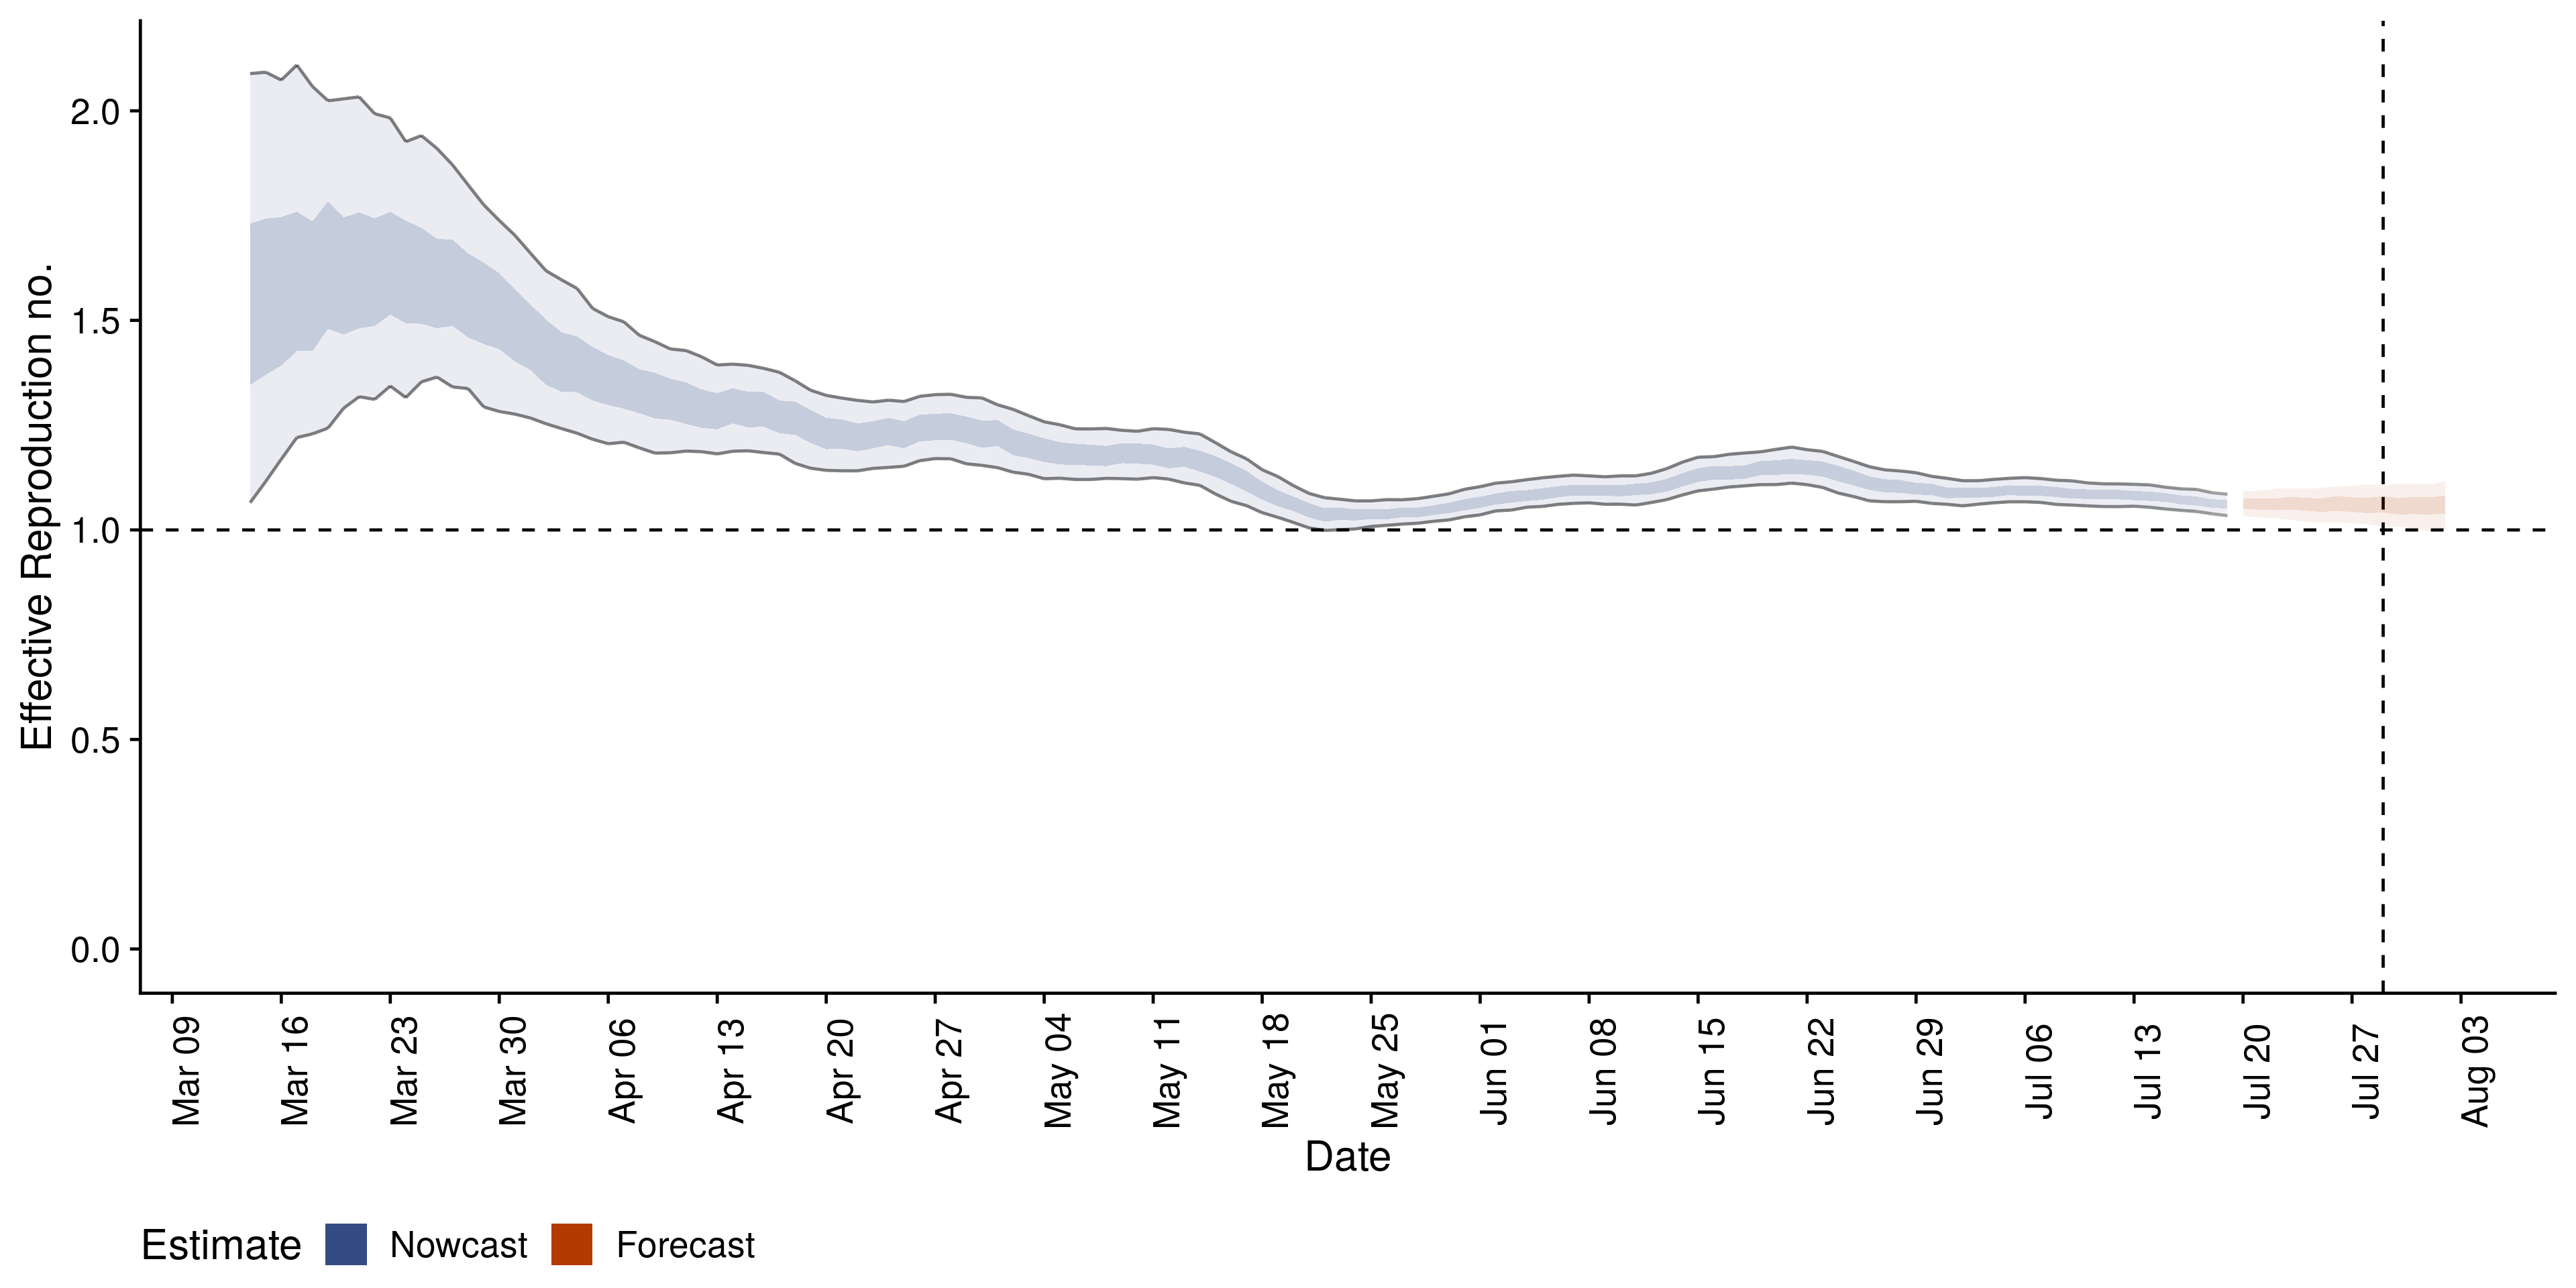 Effective Reproduction no.
2.0
1.5
1.0
0.5
0.0
Mar 09
Mar 16
Mar 23
Mar 30
Apr 06
Apr 13
Apr 20
Apr 27
May 04
May 11
May 18
May 25
Jun 01
Jun 08
Jun 15
Jun 22
Jun 29
Jul 06
Jul 13
Jul 20
Jul 27
Aug 03
Date
Estimate Nowcast Forecast